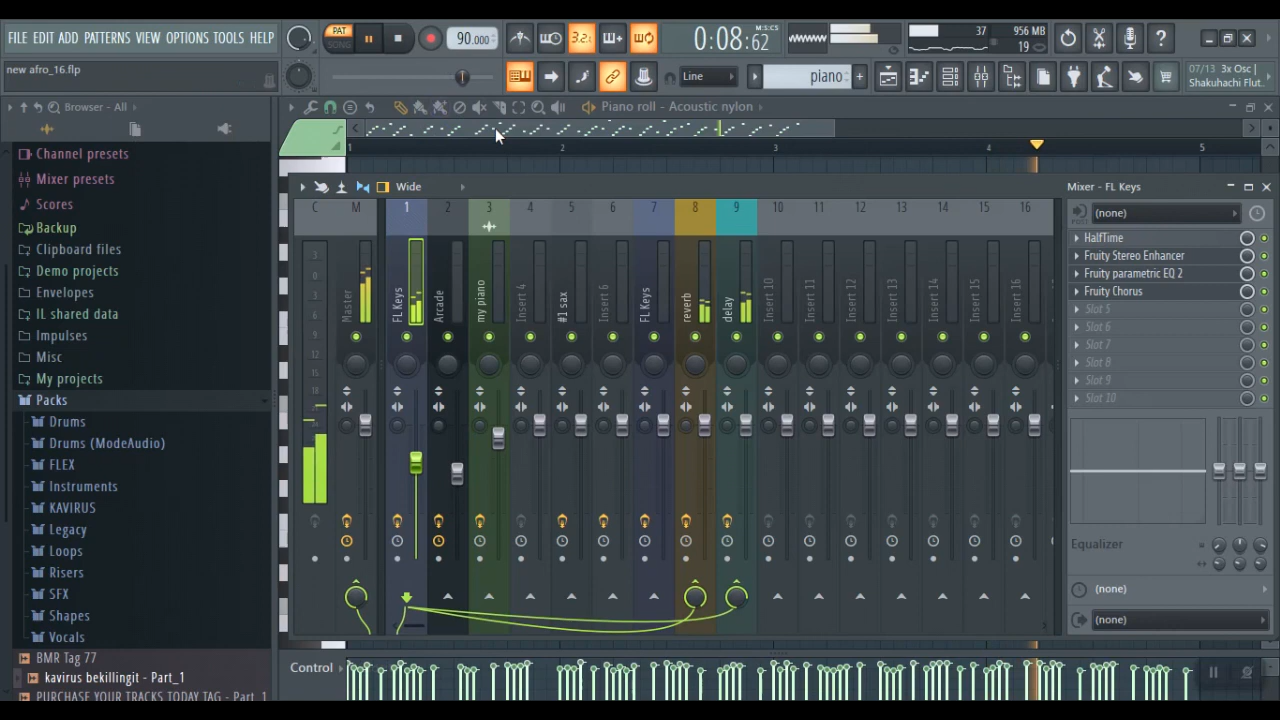 FILE EDIT ADD PATTERNS VIEW OPTIONS TOOLS HELP
PAT
SONG
90.000
3.2
0:08:62
M:S:CS
37
956 MB
19
new afro_16.flp
Line
piano
07/13 3x Osc |
Shakuhachi Flut..
Browser - All
Piano roll - Acoustic nylon
1 2 3 4 5
Channel presets
Mixer presets
Scores
Backup
Clipboard files
Demo projects
Envelopes
IL shared data
Impulses
Misc
My projects
Packs
Drums
Drums (ModeAudio)
FLEX
Instruments
KAVIRUS
Legacy
Loops
Risers
SFX
Shapes
Vocals
BMR Tag 77
kavirus bekillingit - Part_1
PURCHASE YOUR TRACKS TODAY TAG - Part_1
Wide
C M 1 2 3 4 5 6 7 8 9 10 11 12 13 14 15 16
Master
FL Keys
Arcade
my piano
Insert 4
#1 sax
Insert 6
FL Keys
reverb
delay
Insert 10
Insert 11
Insert 12
Insert 13
Insert 14
Insert 15
Insert 16
Mixer - FL Keys
(none)
HalfTime
Fruity Stereo Enhancer
Fruity parametric EQ 2
Fruity Chorus
Slot 5
Slot 6
Slot 7
Slot 8
Slot 9
Slot 10
Equalizer
(none)
(none)
Control